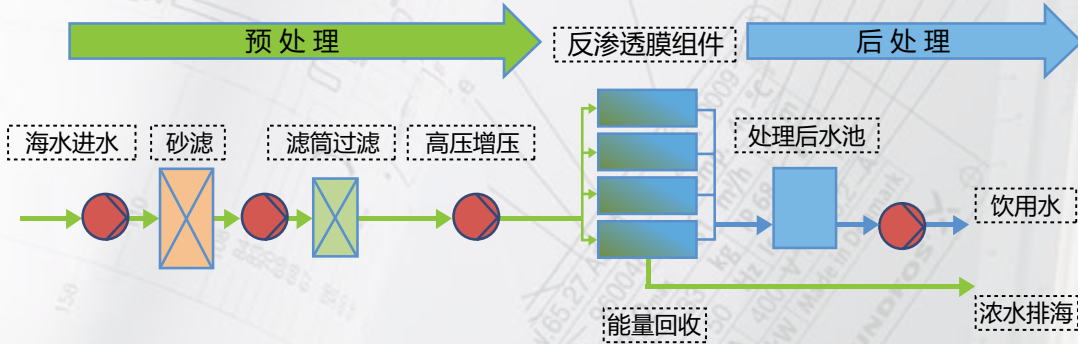 预处理
反渗透膜组件
后处理
海水进水
砂滤
滤筒过滤
高压增压
处理后水池
饮用水
能量回收
浓水排海